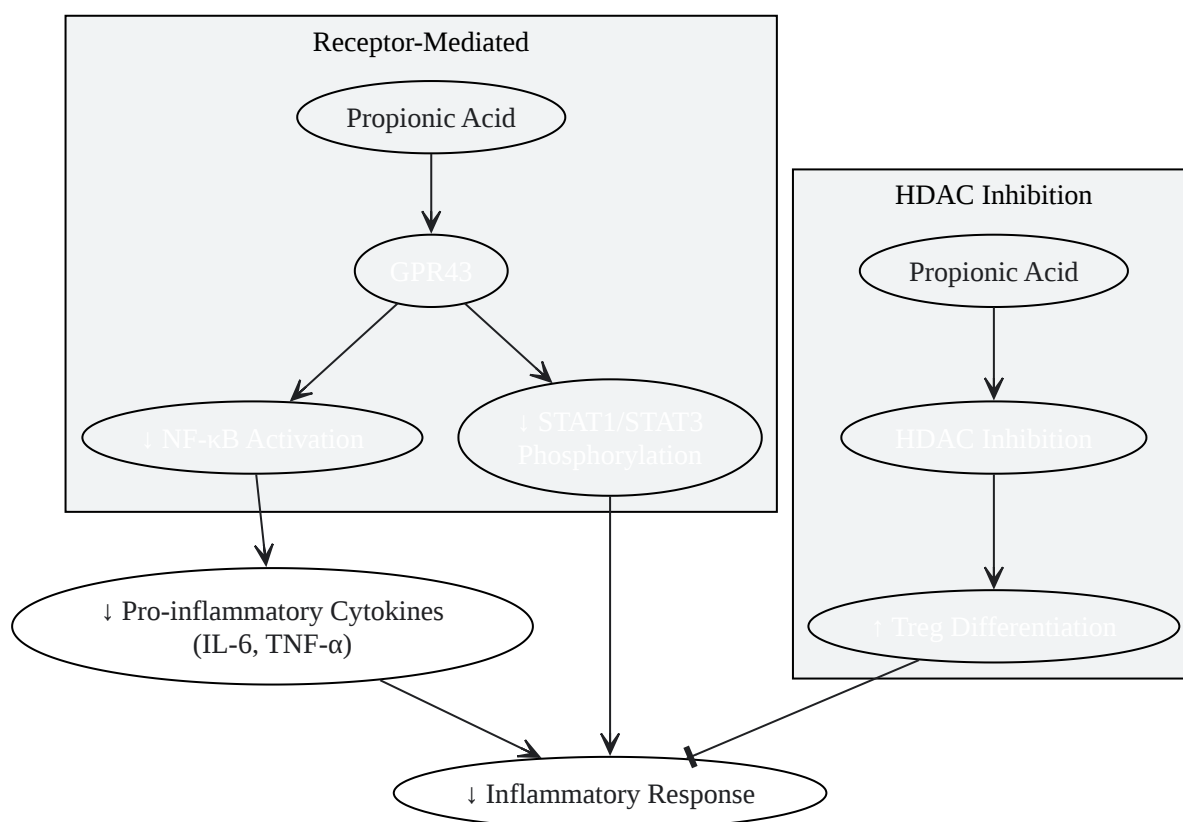 Receptor-Mediated
Propionic Acid
GPR43
↓ NF-κB Activation
↓ STAT1/STAT3
Phosphorylation
↓ Pro-inflammatory Cytokines
(IL-6, TNF-α)
HDAC Inhibition
Propionic Acid
HDAC Inhibition
↑ Treg Differentiation
↓ Inflammatory Response